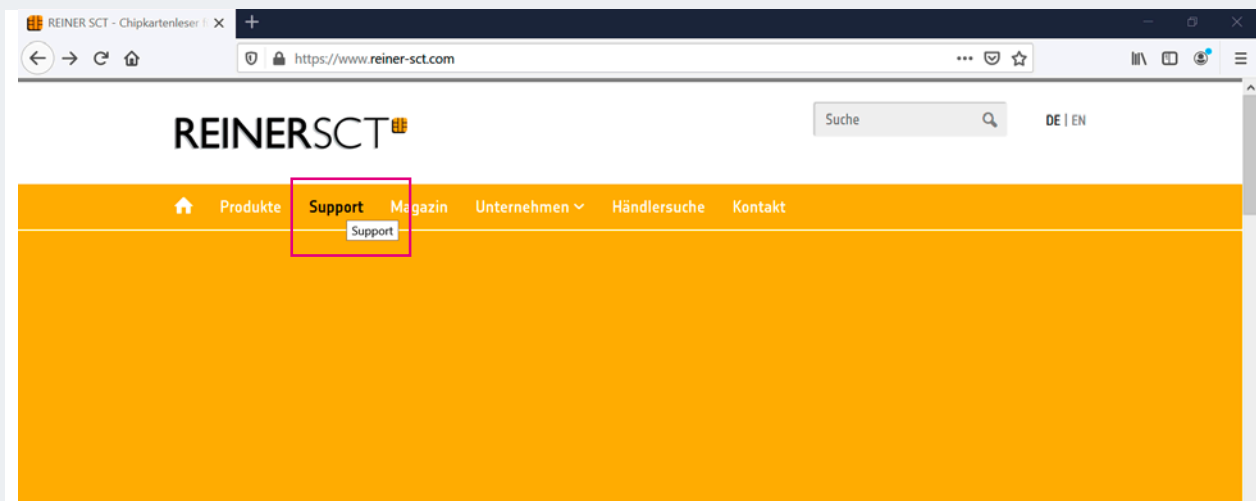 REINER SCT - Chipkartenleser
https://www.reiner-sct.com
REINERSCT
Suche
DE | EN
Produkte Support Magazin Unternehmen Händlersuche Kontakt
Support